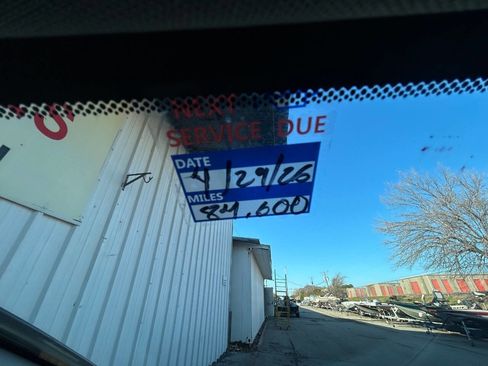 NEXT
SERVICE DUE
DATE
4/29/26
MILES
84,600